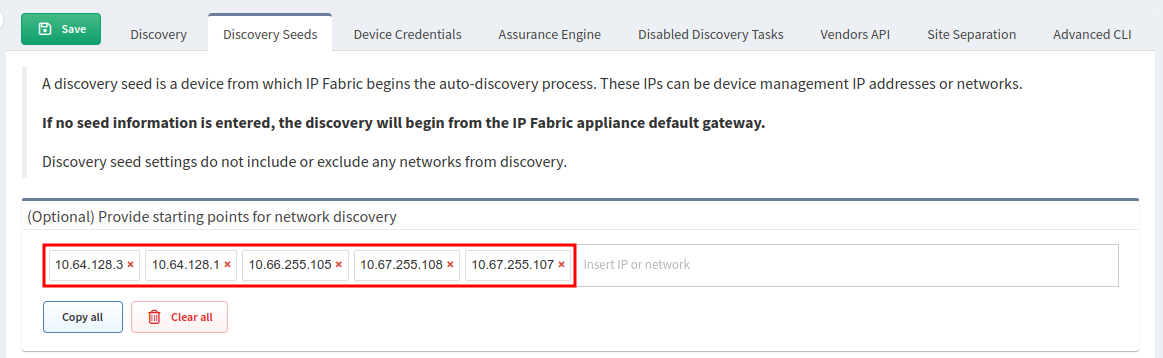 Save Discovery Discovery Seeds Device Credentials Assurance Engine Disabled Discovery Tasks Vendors API Site Separation Advanced CLI
A discovery seed is a device from which IP Fabric begins the auto-discovery process. These IPs can be device management IP addresses or networks.
If no seed information is entered, the discovery will begin from the IP Fabric appliance default gateway.
Discovery seed settings do not include or exclude any networks from discovery.
(Optional) Provide starting points for network discovery
10.64.128.3 × 10.64.128.1 × 10.66.255.105 × 10.67.255.108 × 10.67.255.107 × Insert IP or network
Copy all Clear all